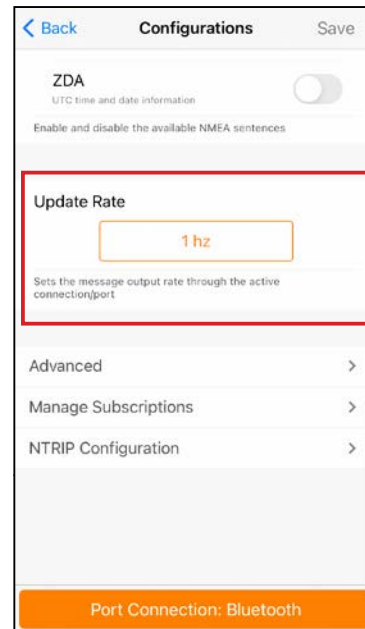 Back Configurations Save
ZDA
UTC time and date information
Enable and disable the available NMEA sentences
Update Rate
1 hz
Sets the message output rate through the active
connection/port
Advanced
Manage Subscriptions
NTRIP Configuration
Port Connection: Bluetooth